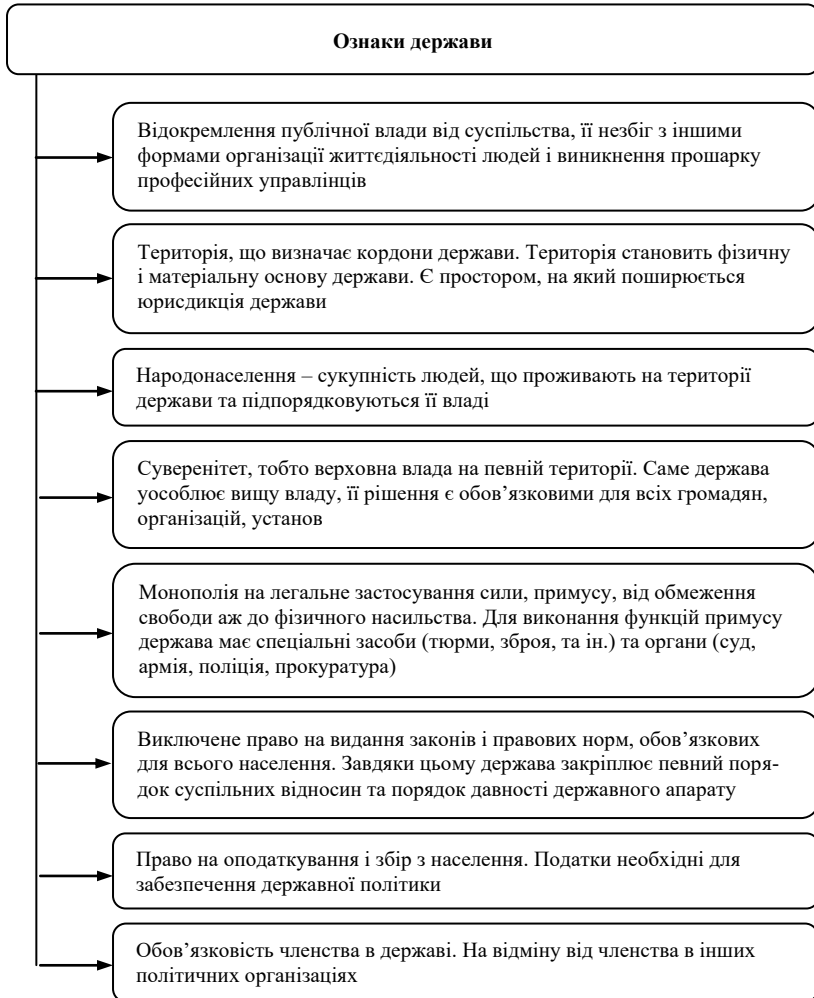 Ознаки держави
Відокремлення публічної влади від суспільства, її незбіг з іншими
формами організації життєдіяльності людей і виникнення прошарку
професійних управлінців
Територія, що визначає кордони держави. Територія становить фізичну
і матеріальну основу держави. Є простором, на який поширюється
юрисдикція держави
Народонаселення – сукупність людей, що проживають на території
держави та підпорядковуються її владі
Суверенітет, тобто верховна влада на певній території. Саме держава
уособлює вищу владу, її рішення є обов’язковими для всіх громадян,
організацій, установ
Монополія на легальне застосування сили, примусу, від обмеження
свободи аж до фізичного насильства. Для виконання функцій примусу
держава має спеціальні засоби (тюрми, зброя, та ін.) та органи (суд,
армія, поліція, прокуратура)
Виключене право на видання законів і правових норм, обов’язкових
для всього населення. Завдяки цьому держава закріплює певний поря-
док суспільних відносин та порядок давності державного апарату
Право на оподаткування і збір з населення. Податки необхідні для
забезпечення державної політики
Обов’язковість членства в державі. На відміну від членства в інших
політичних організаціях